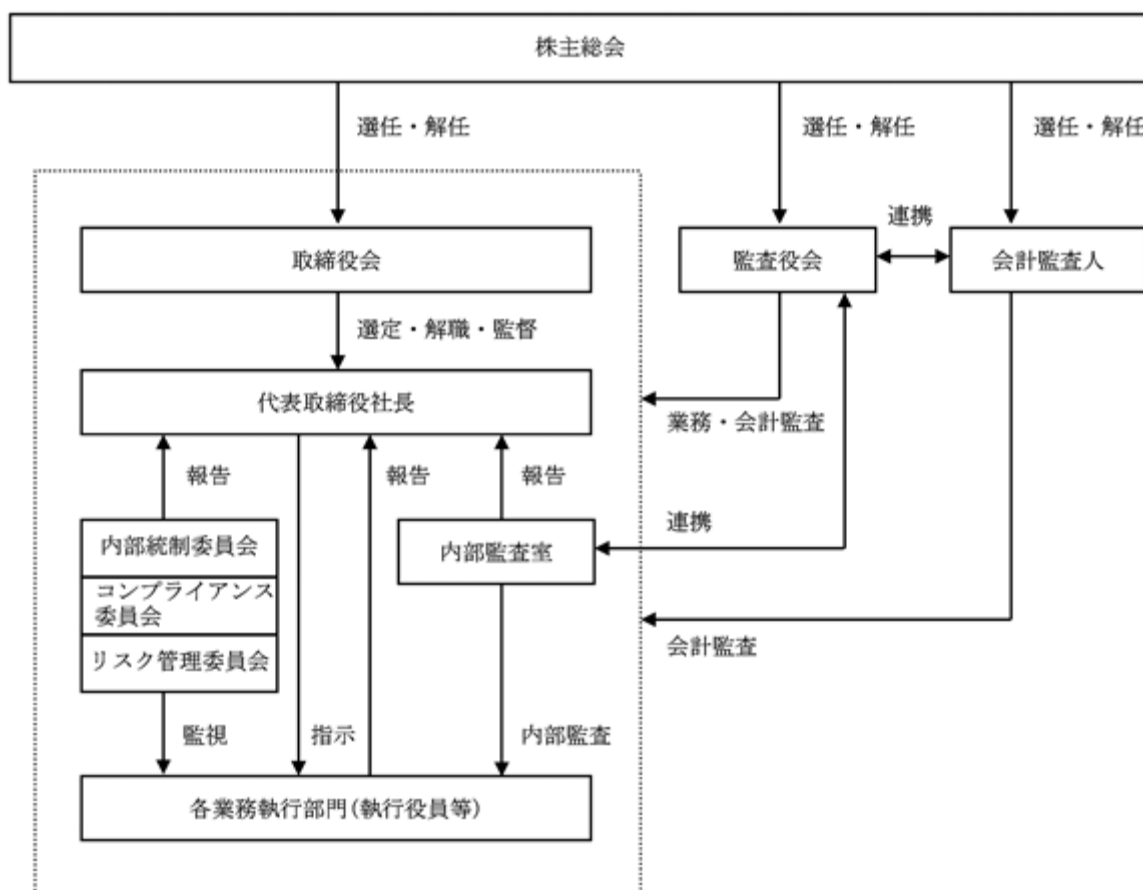 株主総会
選任・解任
選任・解任
選任・解任
取締役会
監査役会
連携
会計監査人
選定・解職・監督
代表取締役社長
業務・会計監査
報告
報告
報告
内部統制委員会
コンプライアンス
委員会
リスク管理委員会
内部監査室
連携
会計監査
監視
指示
内部監査
各業務執行部門(執行役員等)